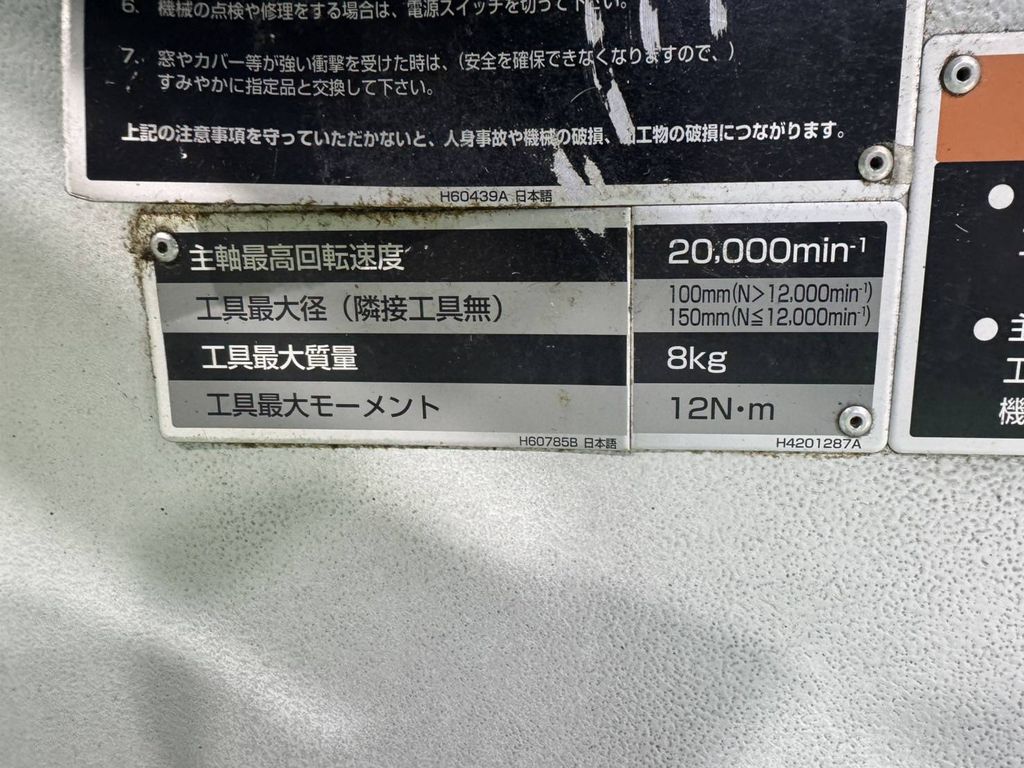 6. 機械の点検や修理をする場合は、電源スイッチを切って下さい。
7. 窓やカバー等が強い衝撃を受けた時は、(安全を確保できなくなりますので、)
すみやかに指定品と交換して下さい。
上記の注意事項を守っていただかないと、人身事故や機械の破損、加工物の破損につながります。
H60439A 日本語
主軸最高回転速度 20,000min-1
工具最大径(隣接工具無) 100mm(N>12,000min-1)
150mm(N≦12,000min-1)
工具最大質量 8kg
工具最大モーメント 12N・m
H60785B 日本語 H4201287A
●
● 主
工
機